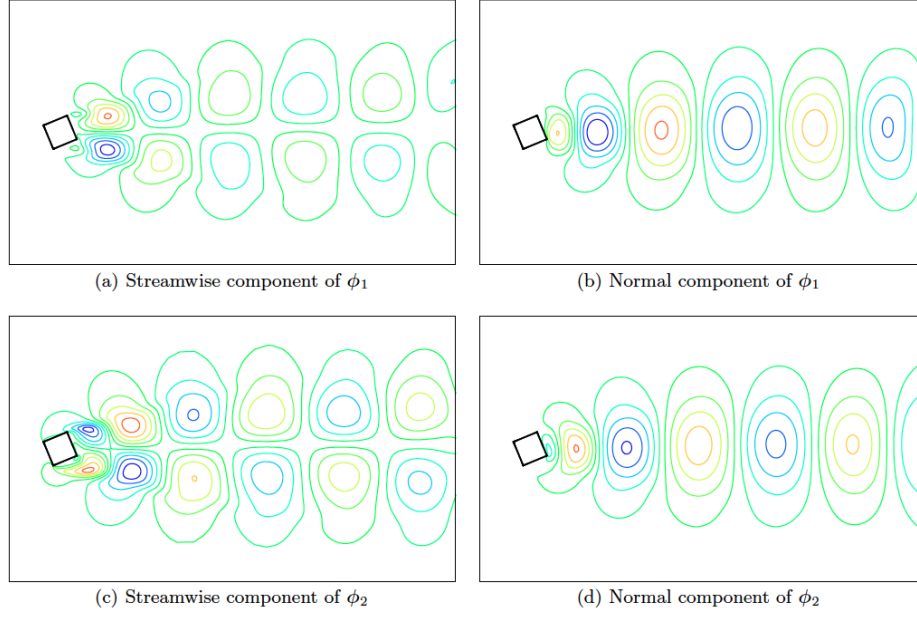 (a) Streamwise component of ϕ₁
(b) Normal component of ϕ₁
(c) Streamwise component of ϕ₂
(d) Normal component of ϕ₂